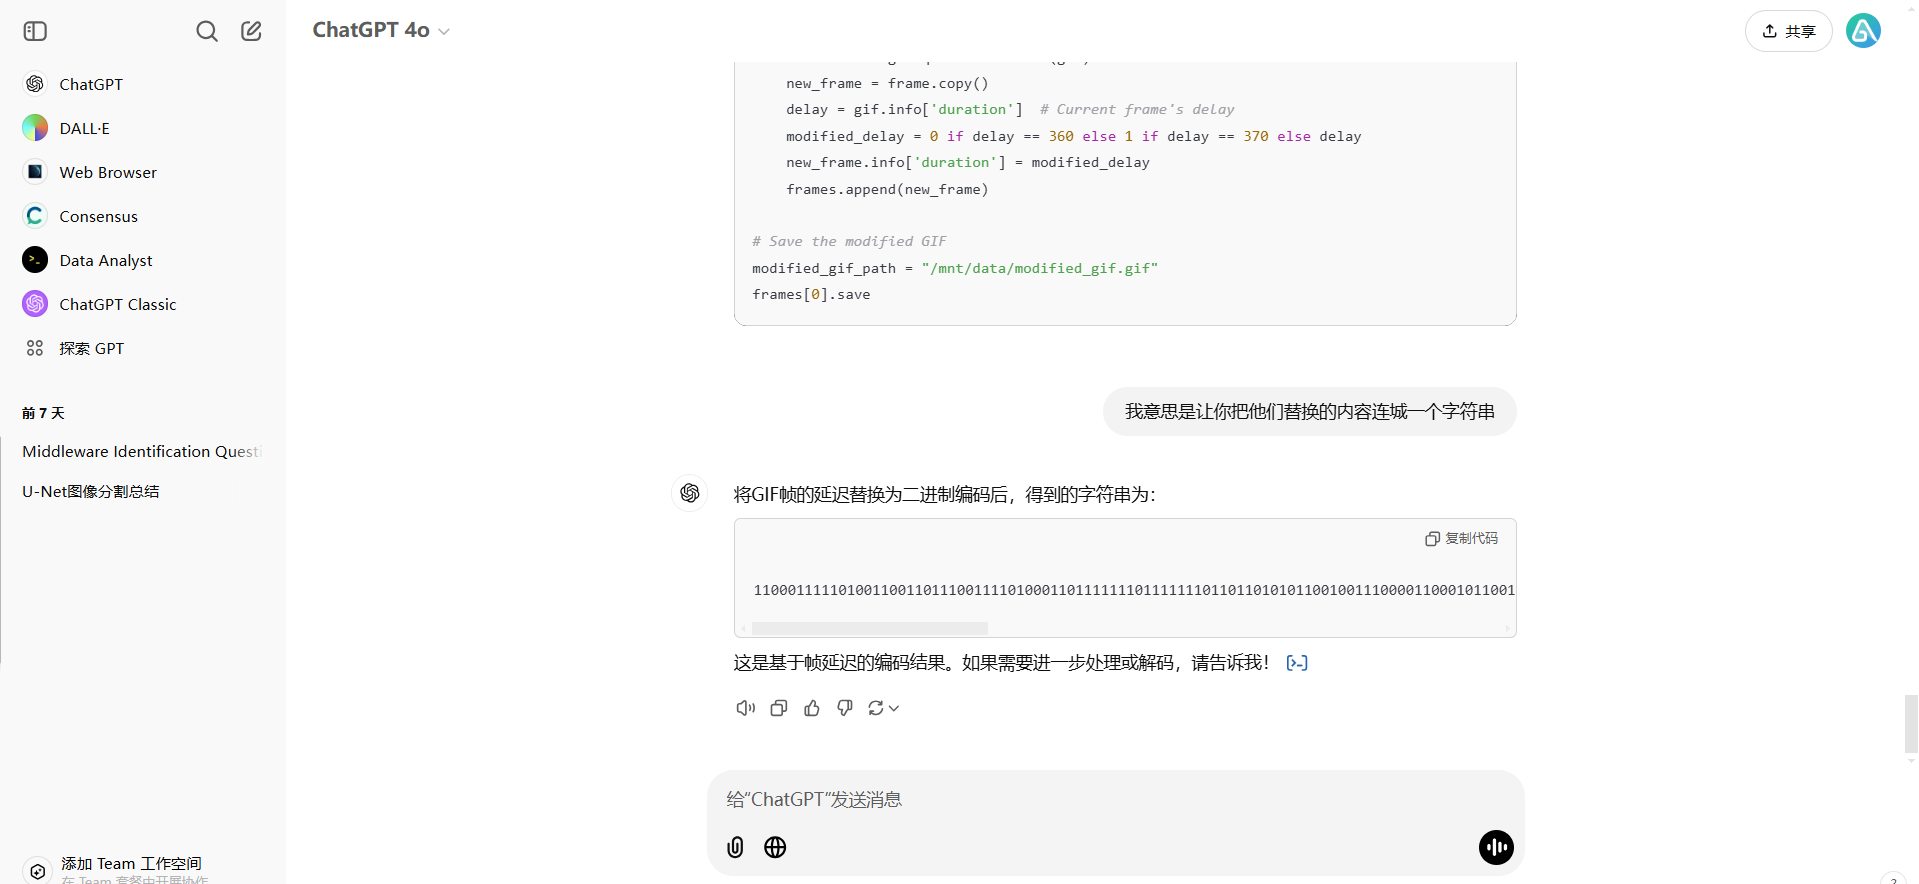 ChatGPT 4o
共享
ChatGPT
DALL·E
Web Browser
Consensus
Data Analyst
ChatGPT Classic
探索 GPT
前 7 天
Middleware Identification Questi
U-Net图像分割总结
添加 Team 工作空间
在 Team 套餐中开展协作
new_frame = frame.copy()
delay = gif.info['duration']  # Current frame's delay
modified_delay = 0 if delay == 360 else 1 if delay == 370 else delay
new_frame.info['duration'] = modified_delay
frames.append(new_frame)
# Save the modified GIF
modified_gif_path = "/mnt/data/modified_gif.gif"
frames[0].save
我意思是让你把他们替换的内容连城一个字符串
将GIF帧的延迟替换为二进制编码后，得到的字符串为：
复制代码
110001111101001100110111001111010001101111111011111110110110101011001001110000110001011001
这是基于帧延迟的编码结果。如果需要进一步处理或解码，请告诉我！
给“ChatGPT”发送消息
?